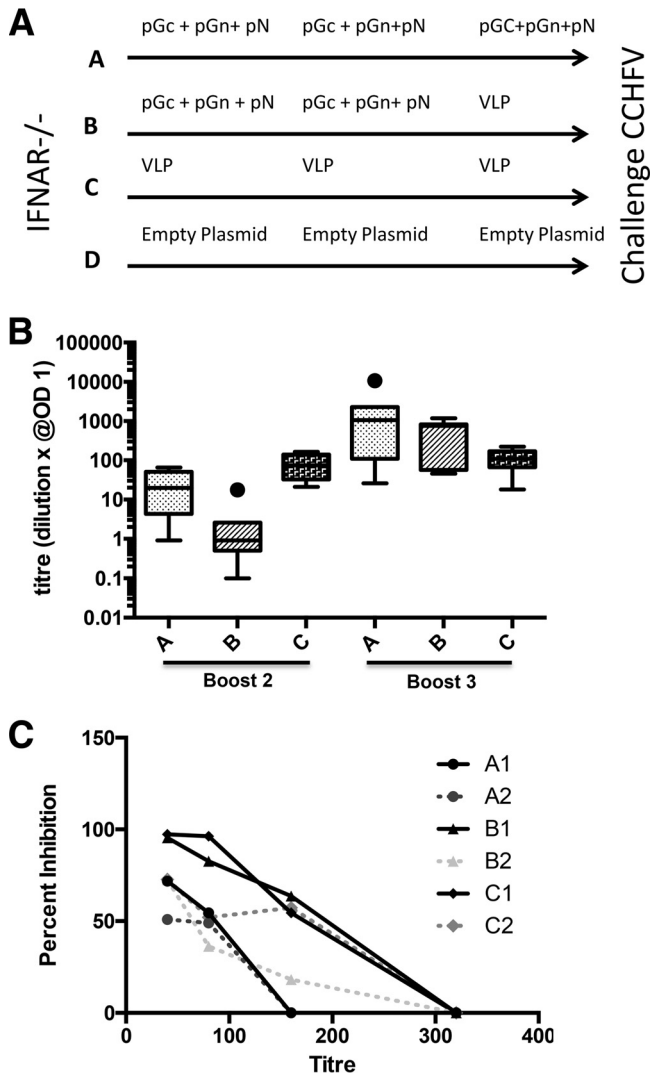 A
pGc + pGn+ pN pGc + pGn+pN pGC+pGn+pN
A
pGc + pGn + pN pGc + pGn+ pN VLP
B
VLP VLP VLP
C
Empty Plasmid Empty Plasmid Empty Plasmid
D
IFNAR-/-
Challenge CCHFV
B
titre (dilution x @OD 1)
100000
10000
1000
100
10
1
0.1
0.01
A B C A B C
Boost 2 Boost 3
C
Percent Inhibition
150
100
50
0
0 100 200 300 400
Titre
A1
A2
B1
B2
C1
C2